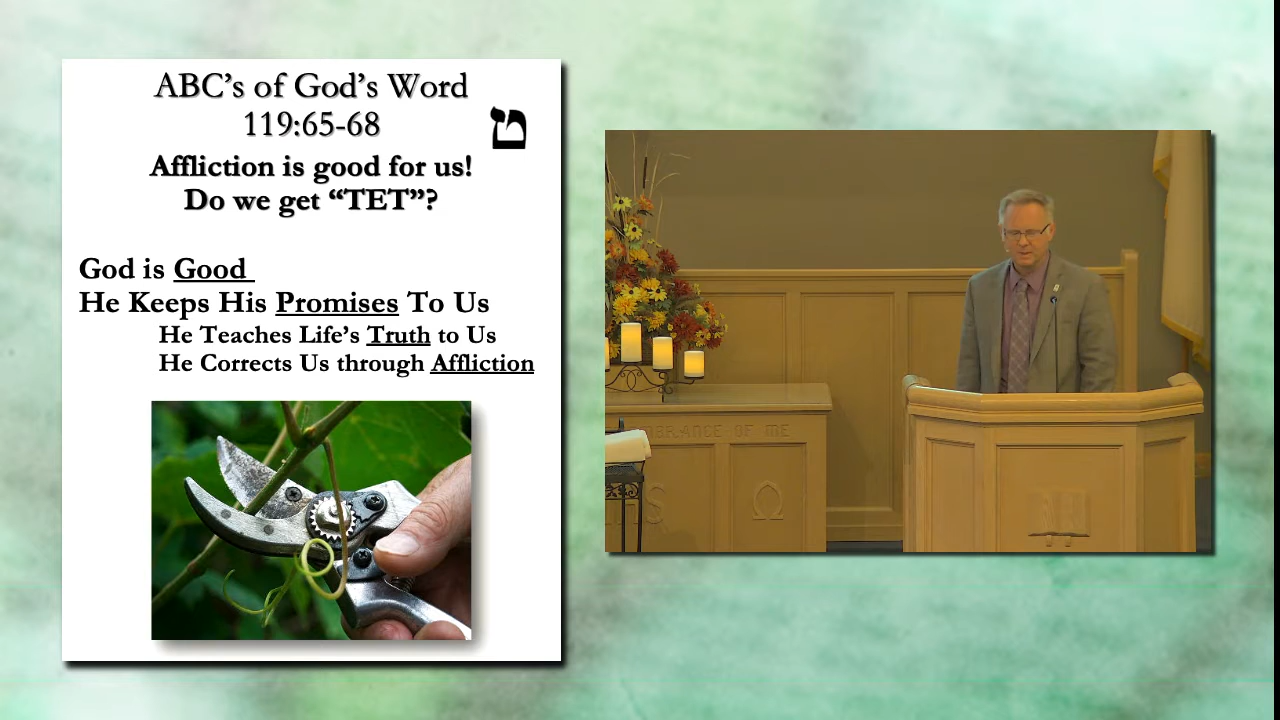 ABC’s of God’s Word
119:65-68
ט
Affliction is good for us!
Do we get “TET”?
God is Good
He Keeps His Promises To Us
He Teaches Life’s Truth to Us
He Corrects Us through Affliction
BRANCE OF ME
Ω